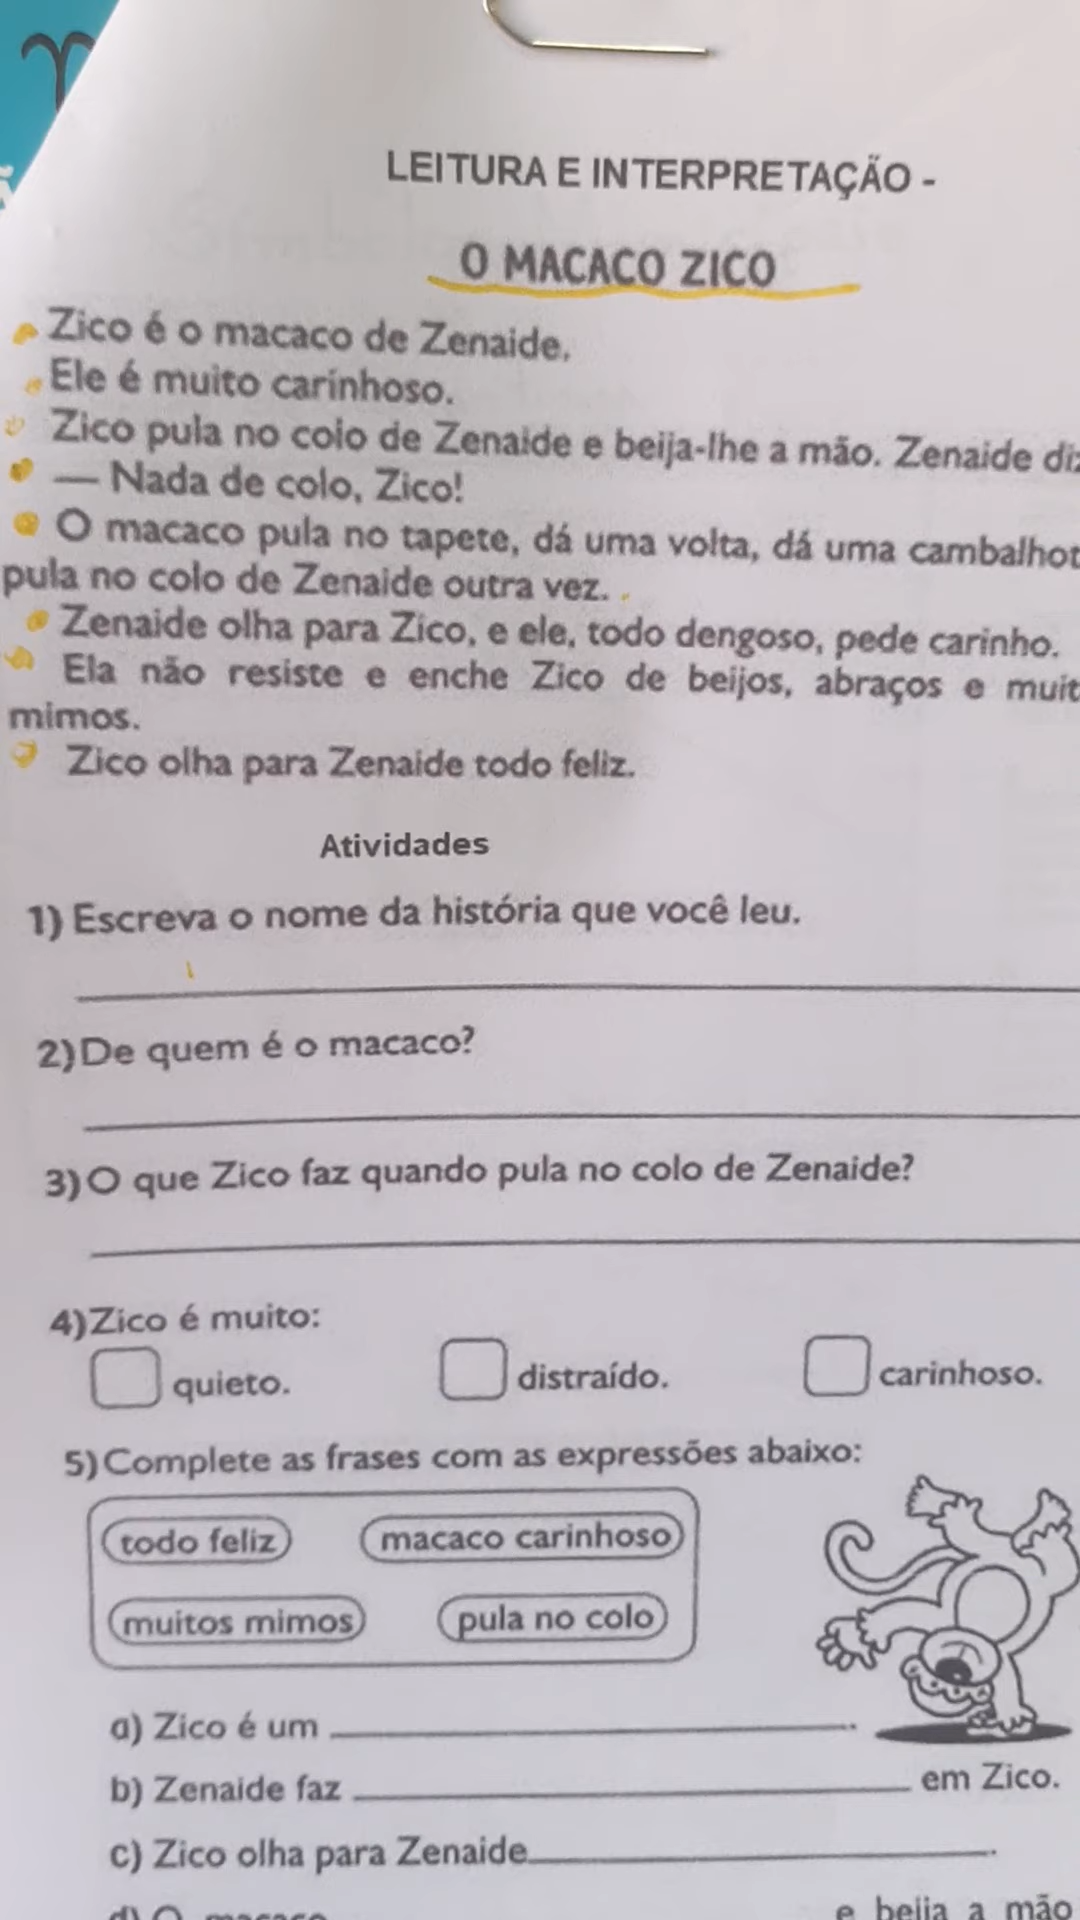 LEITURA E INTERPRETAÇÃO -
O MACACO ZICO
Zico é o macaco de Zenaide.
Ele é muito carinhoso.
Zico pula no colo de Zenaide e beija-lhe a mão. Zenaide diz
— Nada de colo, Zico!
O macaco pula no tapete, dá uma volta, dá uma cambalhot
pula no colo de Zenaide outra vez.
Zenaide olha para Zico, e ele, todo dengoso, pede carinho.
Ela não resiste e enche Zico de beijos, abraços e muit
mimos.
Zico olha para Zenaide todo feliz.
Atividades
1) Escreva o nome da história que você leu.
2) De quem é o macaco?
3) O que Zico faz quando pula no colo de Zenaide?
4) Zico é muito:
quieto. distraído. carinhoso.
5) Complete as frases com as expressões abaixo:
todo feliz macaco carinhoso
muitos mimos pula no colo
a) Zico é um .
b) Zenaide faz em Zico.
c) Zico olha para Zenaide .
d) O macaco e beija a mão